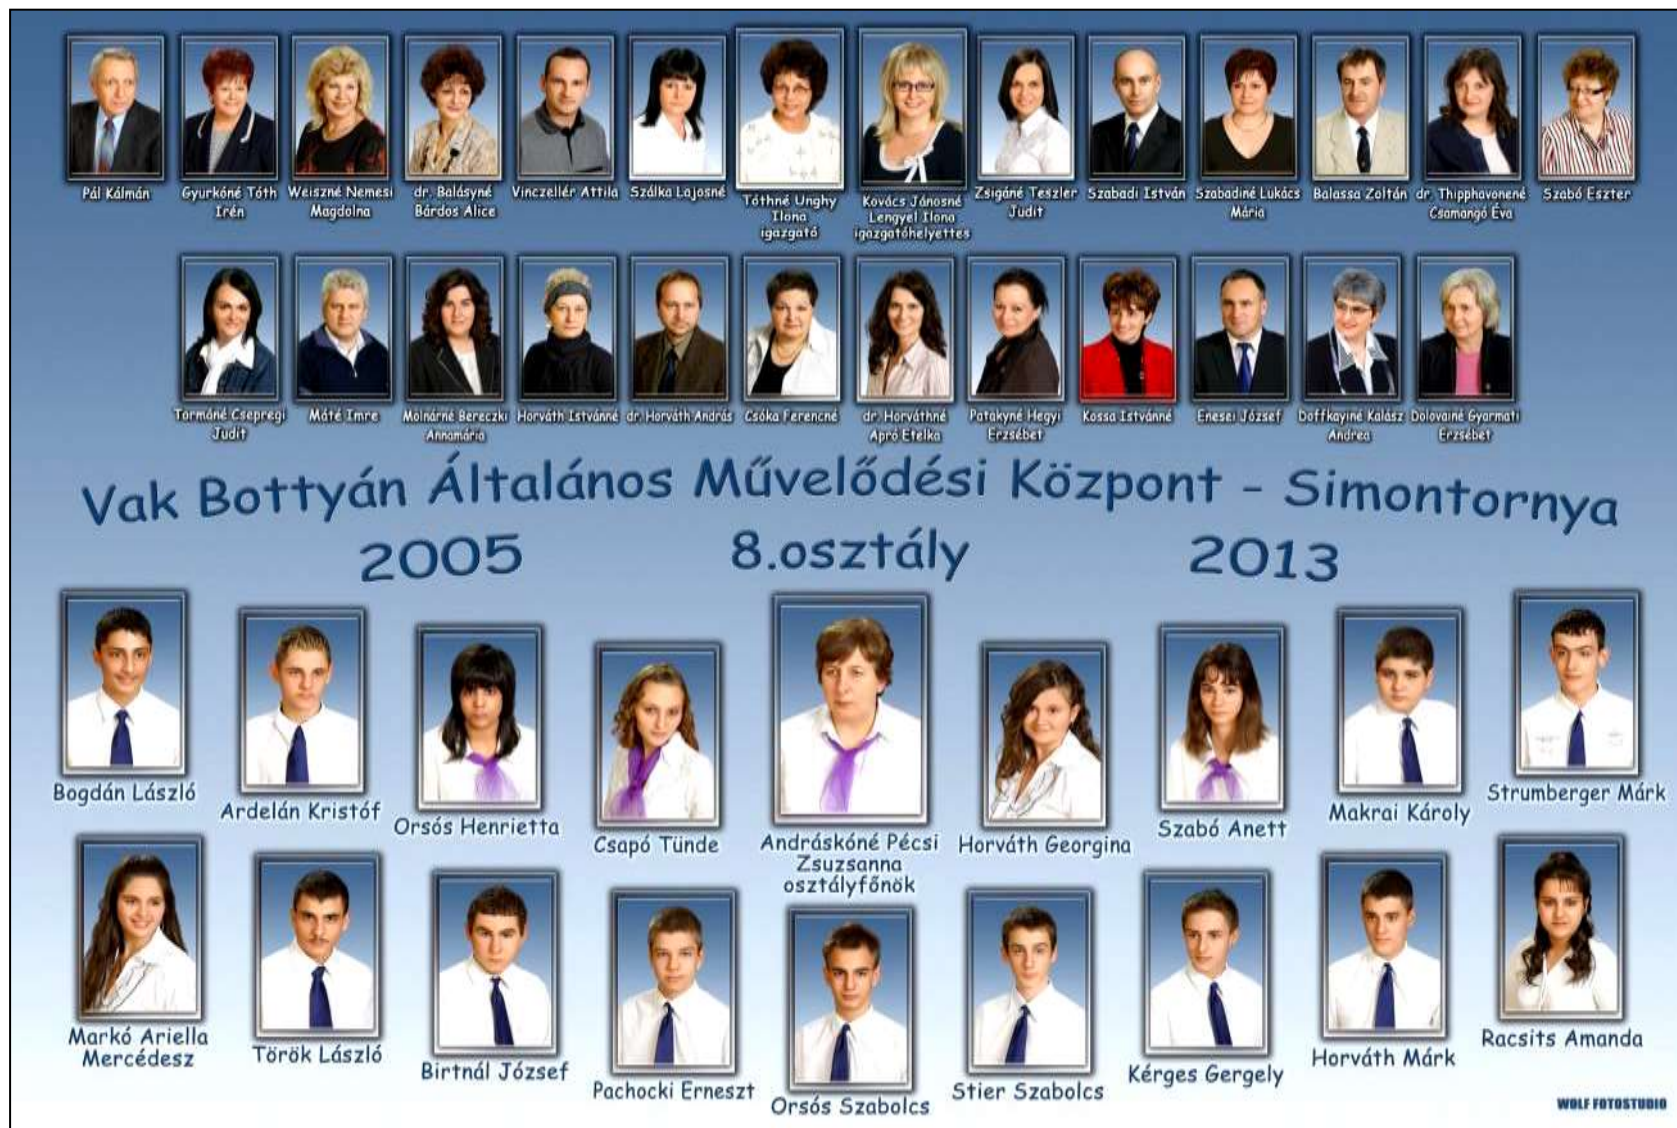 Pál Kálmán
Gyurkóné Tóth
Irén
Weiszné Nemesi
Magdolna
dr. Balásyné
Bárdos Alice
Vinczellér Attila
Szálka Lajosné
Tóthné Unghy
Ilona
igazgató
Kovács Jánosné
Lengyel Ilona
igazgatóhelyettes
Zsigáné Teszler
Judit
Szabadi István
Szabadiné Lukács
Mária
Balassa Zoltán
dr. Thipphavonené
Csamangó Éva
Szabó Eszter
Tormáné Csepregi
Judit
Máté Imre
Molnárné Bereczki
Annamária
Horváth Istvánné
dr. Horváth András
Csóka Ferencné
dr. Horváthné
Apró Etelka
Patakyné Hegyi
Erzsébet
Kossa Istvánné
Enesei József
Doffkayiné Kalász
Andrea
Dolovainé Gyarmati
Erzsébet
Vak Bottyán Általános Művelődési Központ - Simontornya
2005 8.osztály 2013
Bogdán László
Ardelán Kristóf
Orsós Henrietta
Csapó Tünde
Andráskóné Pécsi
Zsuzsanna
osztályfőnök
Horváth Georgina
Szabó Anett
Makrai Károly
Strumberger Márk
Markó Ariella
Mercédesz
Török László
Birtnál József
Pachocki Erneszt
Orsós Szabolcs
Stier Szabolcs
Kérges Gergely
Horváth Márk
Racsits Amanda
WOLF FOTOSTUDIO